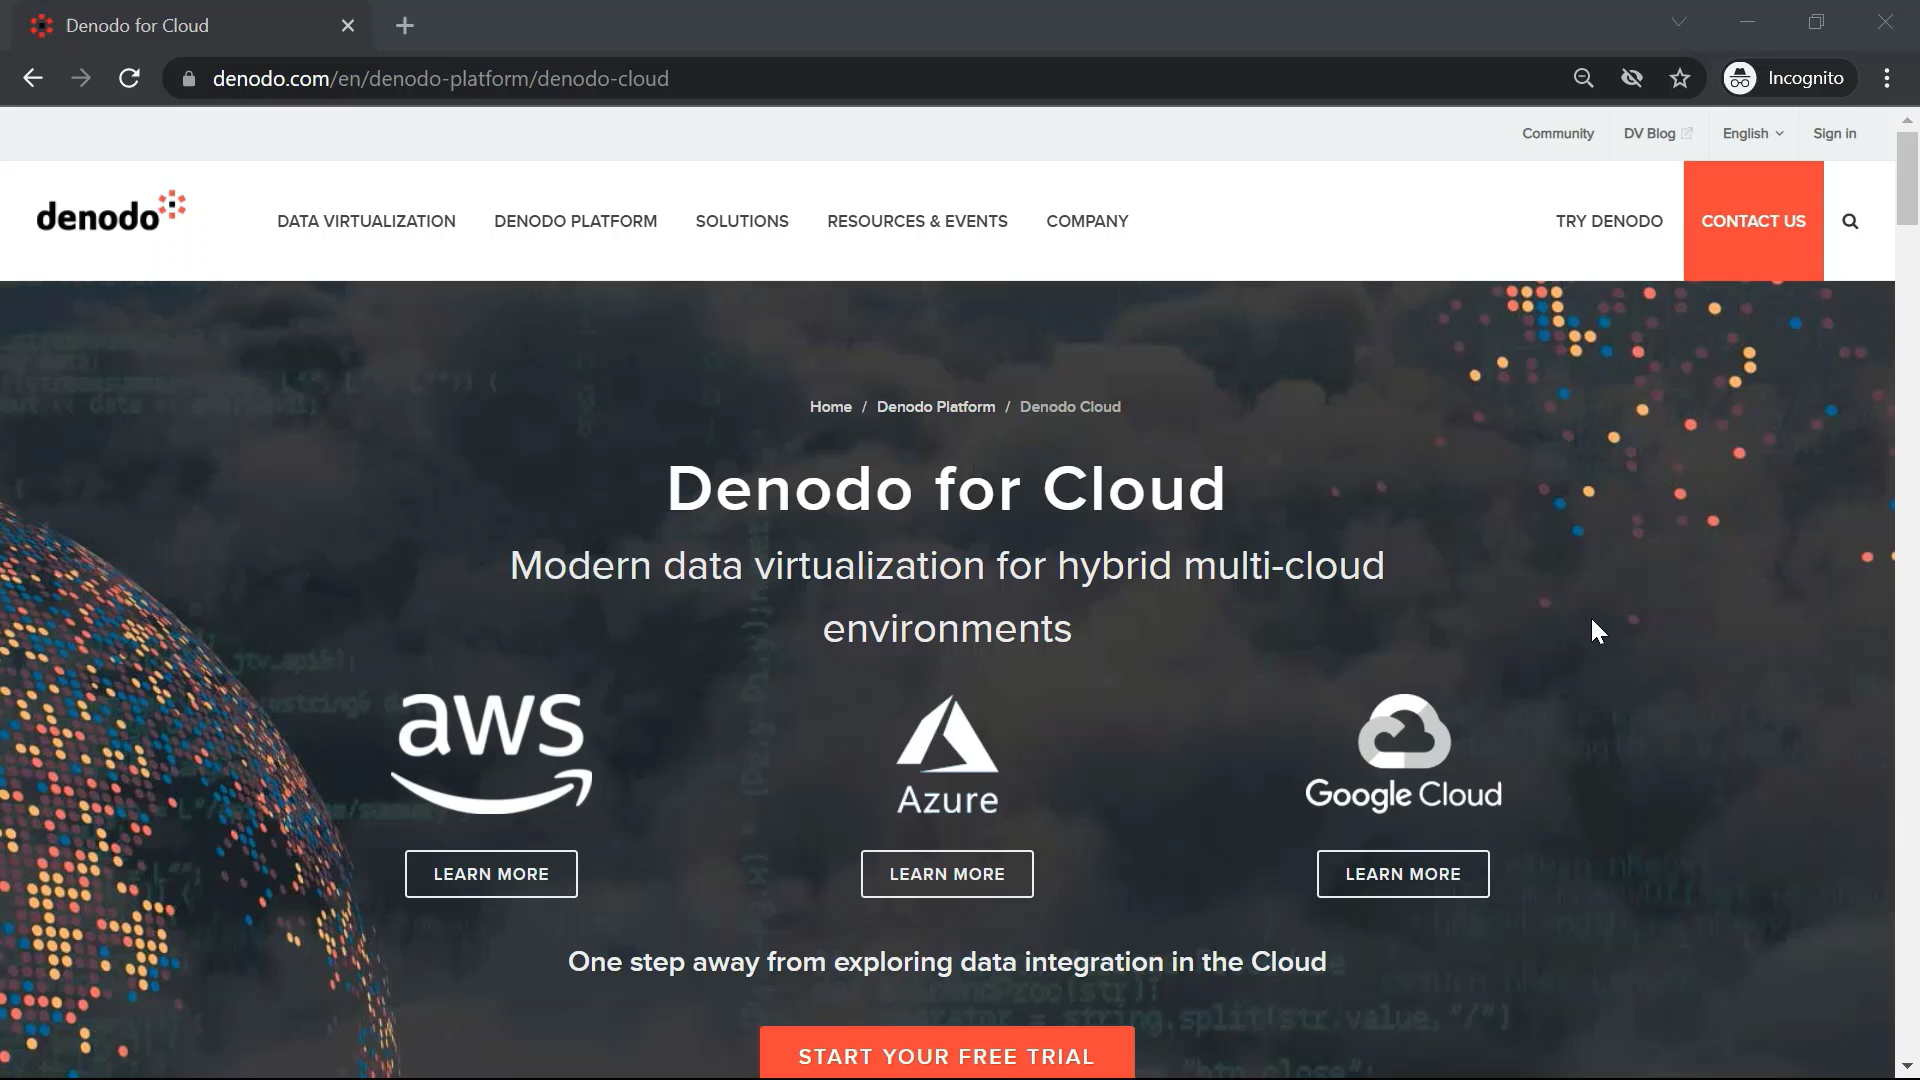 Denodo for Cloud
denodo.com/en/denodo-platform/denodo-cloud
Incognito
Community
DV Blog
English
Sign in
denodo
DATA VIRTUALIZATION
DENODO PLATFORM
SOLUTIONS
RESOURCES & EVENTS
COMPANY
TRY DENODO
CONTACT US
Home / Denodo Platform / Denodo Cloud
Denodo for Cloud
Modern data virtualization for hybrid multi-cloud
environments
aws
Azure
Google Cloud
LEARN MORE
LEARN MORE
LEARN MORE
One step away from exploring data integration in the Cloud
START YOUR FREE TRIAL